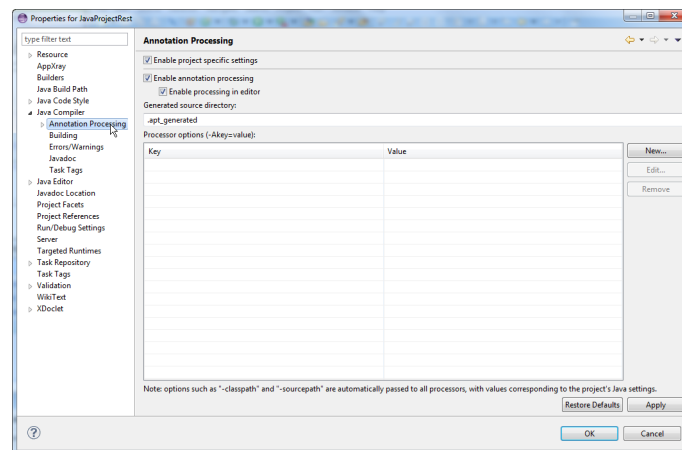 Properties for JavaProjectRest
type filter text
Resource
AppXray
Builders
Java Build Path
Java Code Style
Java Compiler
Annotation Processing
Building
Errors/Warnings
Javadoc
Task Tags
Java Editor
Javadoc Location
Project Facets
Project References
Run/Debug Settings
Server
Targeted Runtimes
Task Repository
Task Tags
Validation
WikiText
XDoclet
Annotation Processing
Enable project specific settings
Enable annotation processing
Enable processing in editor
Generated source directory:
.apt_generated
Processor options (-Akey=value):
Key Value
New...
Edit...
Remove
Note: options such as "-classpath" and "-sourcepath" are automatically passed to all processors, with values corresponding to the project's Java settings.
Restore Defaults Apply
OK Cancel